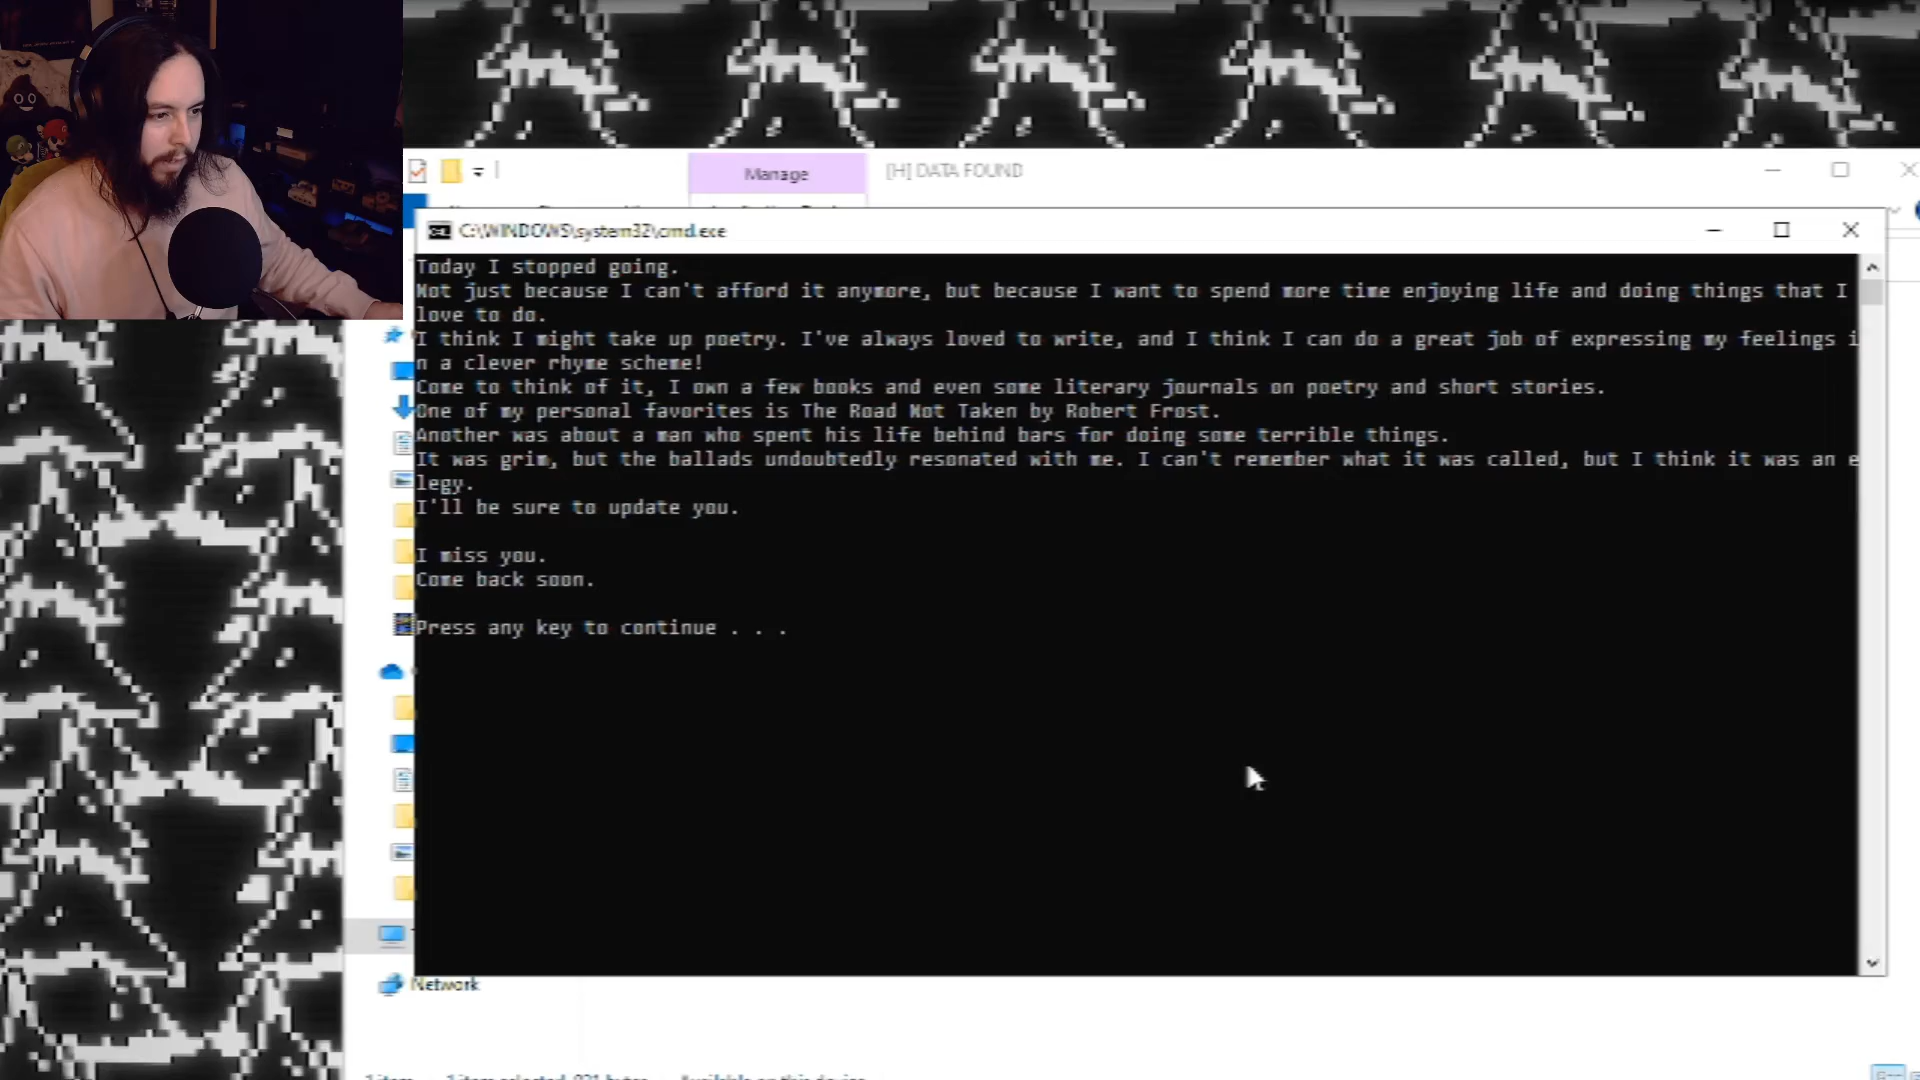 Manage
[H] DATA FOUND
C:\WINDOWS\system32\cmd.exe
Today I stopped going.
Not just because I can't afford it anymore, but because I want to spend more time enjoying life and doing things that I
love to do.
I think I might take up poetry. I've always loved to write, and I think I can do a great job of expressing my feelings i
n a clever rhyme scheme!
Come to think of it, I own a few books and even some literary journals on poetry and short stories.
One of my personal favorites is The Road Not Taken by Robert Frost.
Another was about a man who spent his life behind bars for doing some terrible things.
It was grim, but the ballads undoubtedly resonated with me. I can't remember what it was called, but I think it was an e
legy.
I'll be sure to update you.
I miss you.
Come back soon.
Press any key to continue . . .
Network